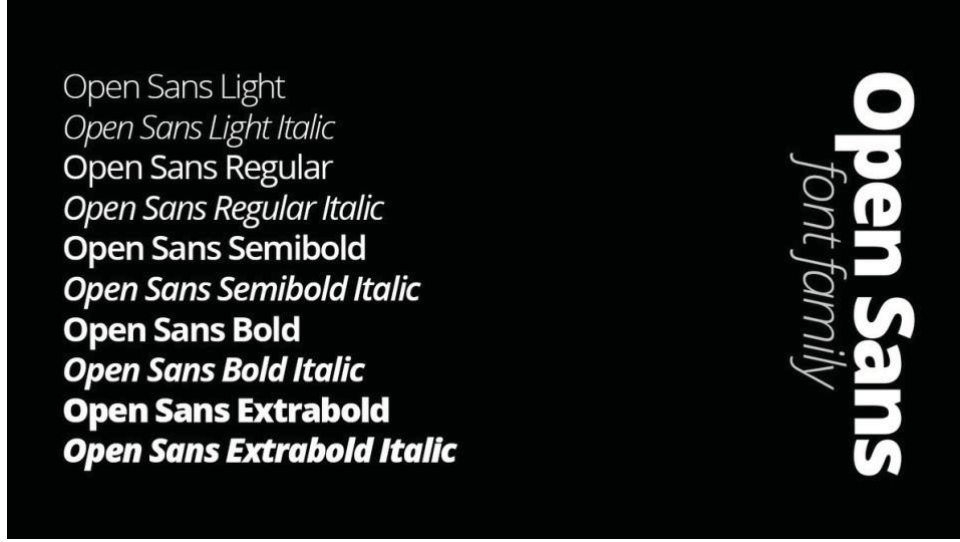 Open Sans Light
Open Sans Light Italic
Open Sans Regular
Open Sans Regular Italic
Open Sans Semibold
Open Sans Semibold Italic
Open Sans Bold
Open Sans Bold Italic
Open Sans Extrabold
Open Sans Extrabold Italic
Open Sans
font family